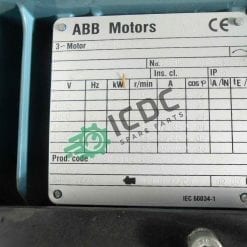 ABB Motors CE
3~ Motor
No.
Ins. cl. IP
V Hz kW r/min A cos φ IA/IN
ICDC
SPARE PARTS
Prod. code
IEC 60034-1